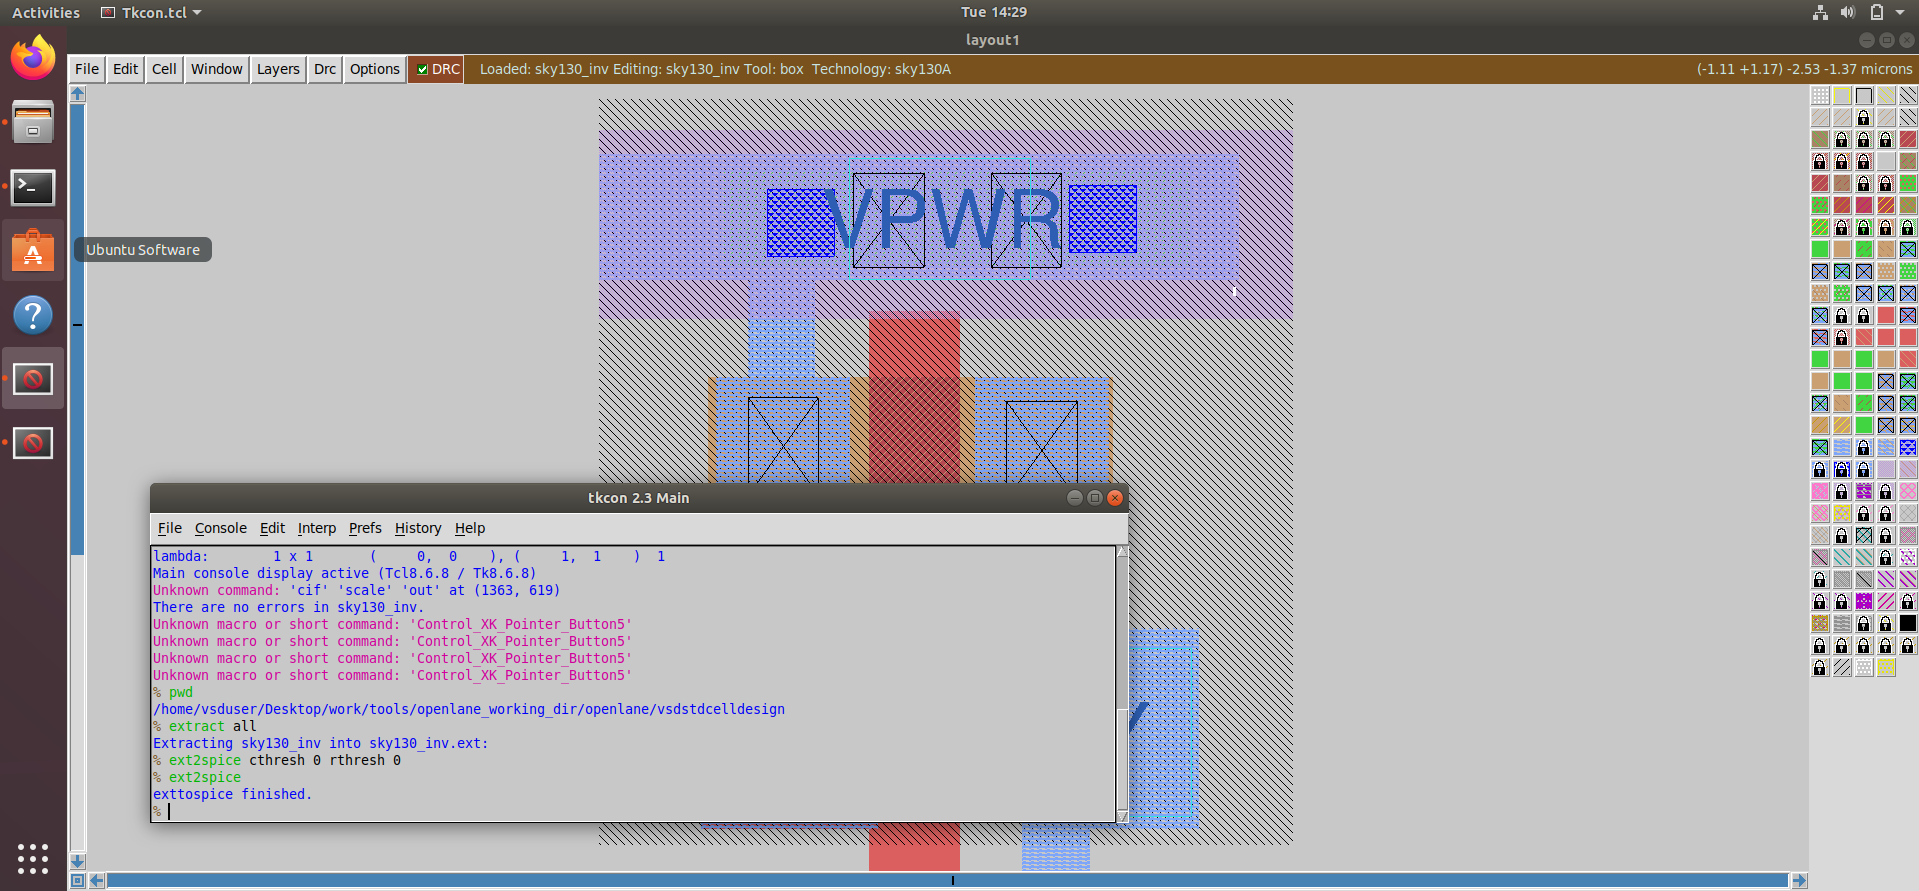 Activities Tkcon.tcl Tue 14:29
layout1
File Edit Cell Window Layers Drc Options DRC Loaded: sky130_inv Editing: sky130_inv Tool: box Technology: sky130A (-1.11 +1.17) -2.53 -1.37 microns
VPWR
Ubuntu Software
tkcon 2.3 Main
File Console Edit Interp Prefs History Help
lambda: 1 x 1 ( 0, 0 ), ( 1, 1 ) 1
Main console display active (Tcl8.6.8 / Tk8.6.8)
Unknown command: 'cif' 'scale' 'out' at (1363, 619)
There are no errors in sky130_inv.
Unknown macro or short command: 'Control_XK_Pointer_Button5'
Unknown macro or short command: 'Control_XK_Pointer_Button5'
Unknown macro or short command: 'Control_XK_Pointer_Button5'
Unknown macro or short command: 'Control_XK_Pointer_Button5'
% pwd
/home/vsduser/Desktop/work/tools/openlane_working_dir/openlane/vsdstdcelldesign
% extract all
Extracting sky130_inv into sky130_inv.ext:
% ext2spice cthresh 0 rthresh 0
% ext2spice
exttospice finished.
%